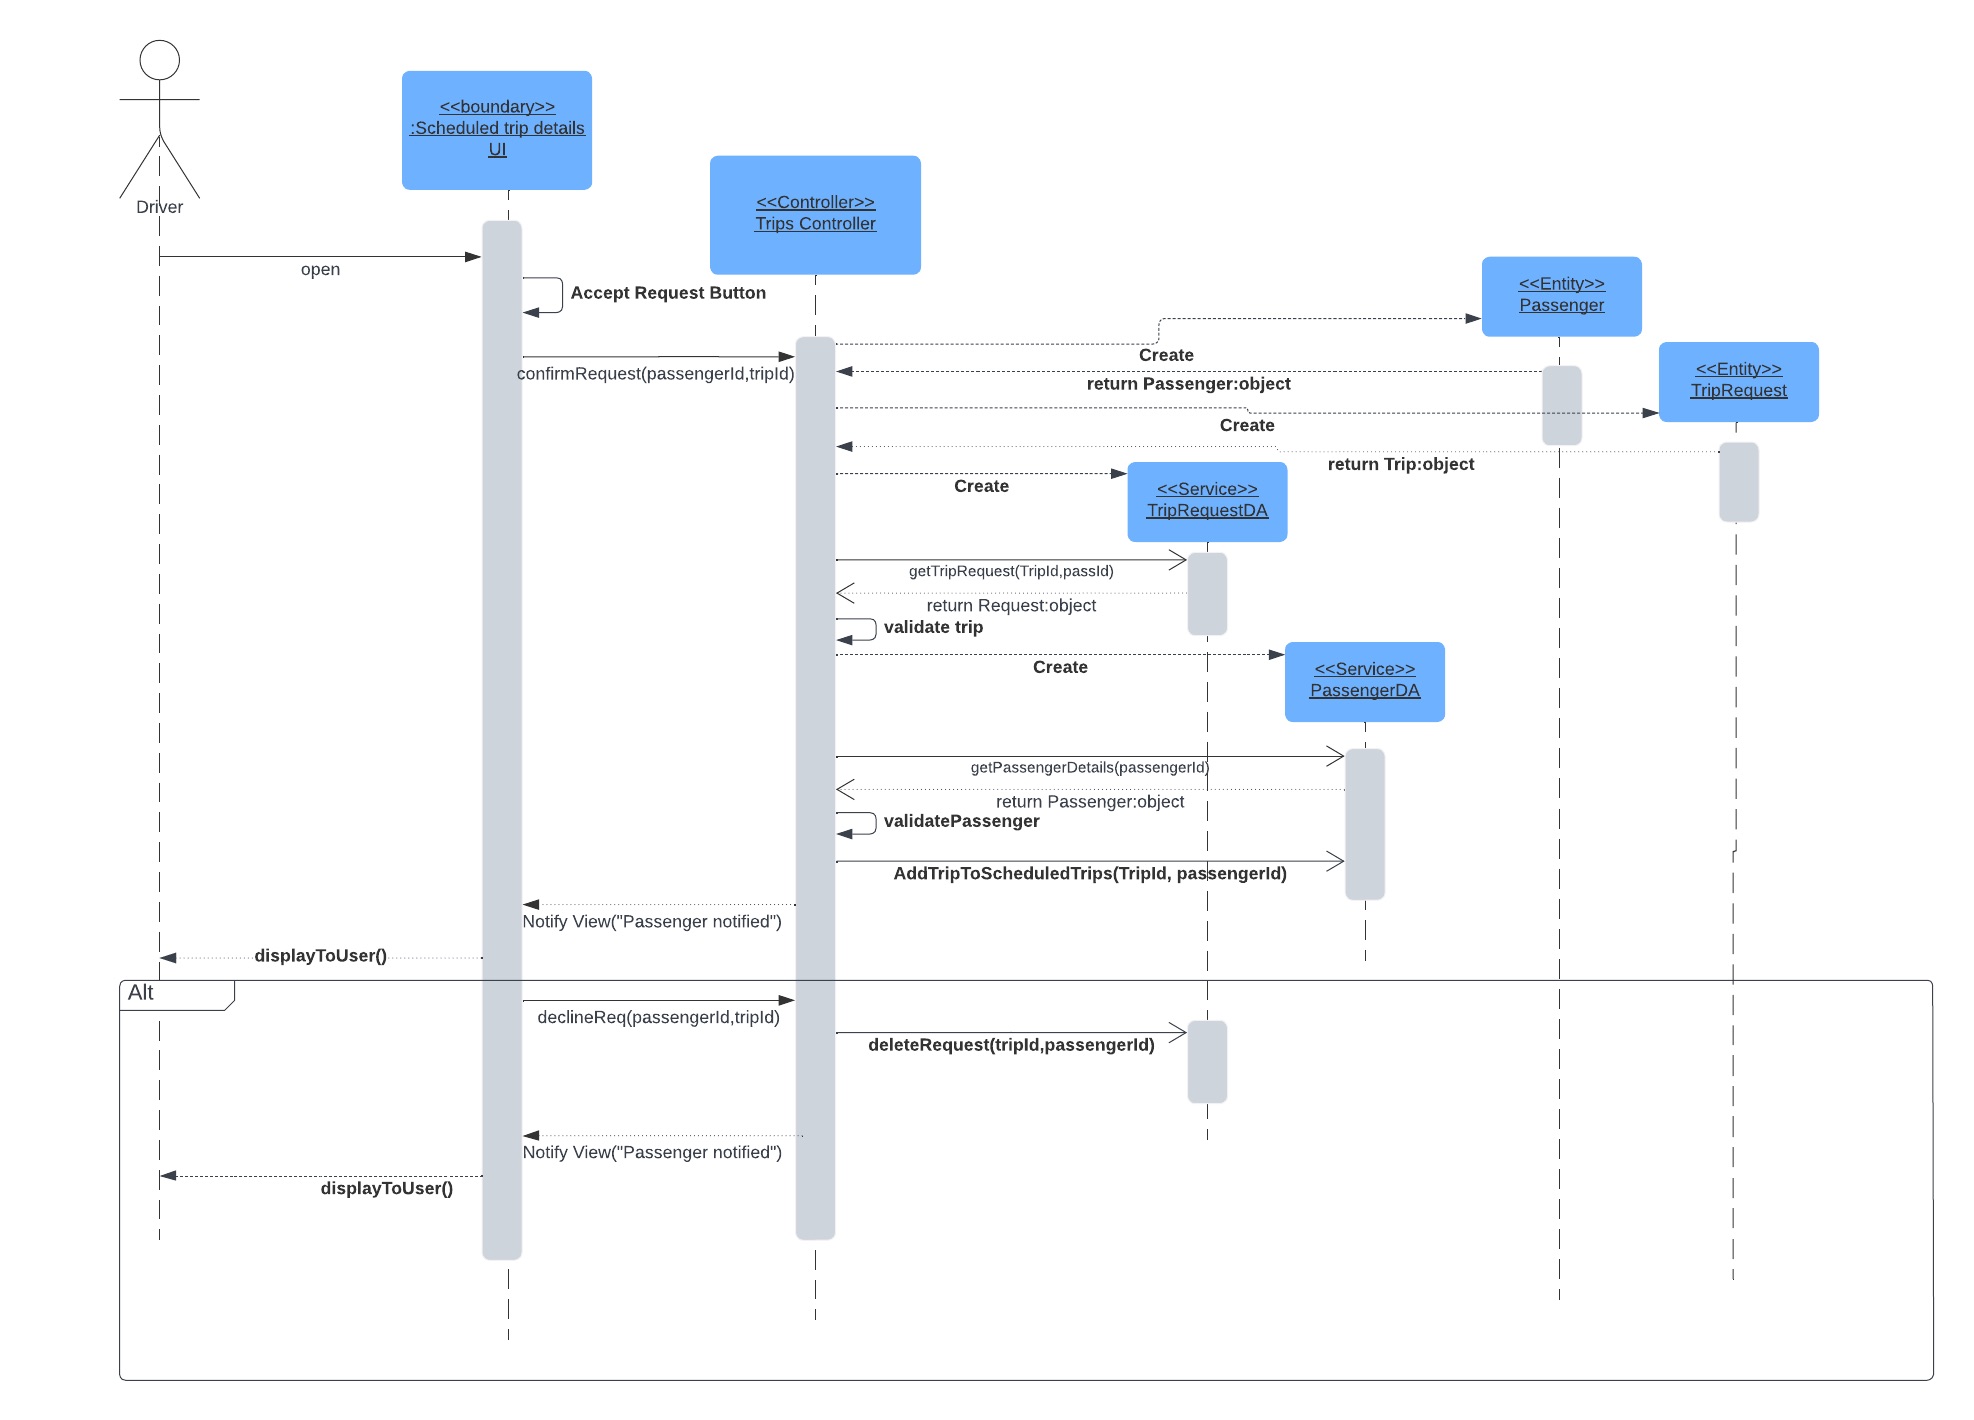 Driver
<<boundary>>
:Scheduled trip details
UI
<<Controller>>
Trips Controller
open
Accept Request Button
<<Entity>>
Passenger
Create
confirmRequest(passengerId,tripId)
return Passenger:object
<<Entity>>
TripRequest
Create
return Trip:object
Create
<<Service>>
TripRequestDA
getTripRequest(TripId,passId)
return Request:object
validate trip
Create
<<Service>>
PassengerDA
getPassengerDetails(passengerId)
return Passenger:object
validatePassenger
AddTripToScheduledTrips(TripId, passengerId)
Notify View("Passenger notified")
displayToUser()
Alt
declineReq(passengerId,tripId)
deleteRequest(tripId,passengerId)
Notify View("Passenger notified")
displayToUser()